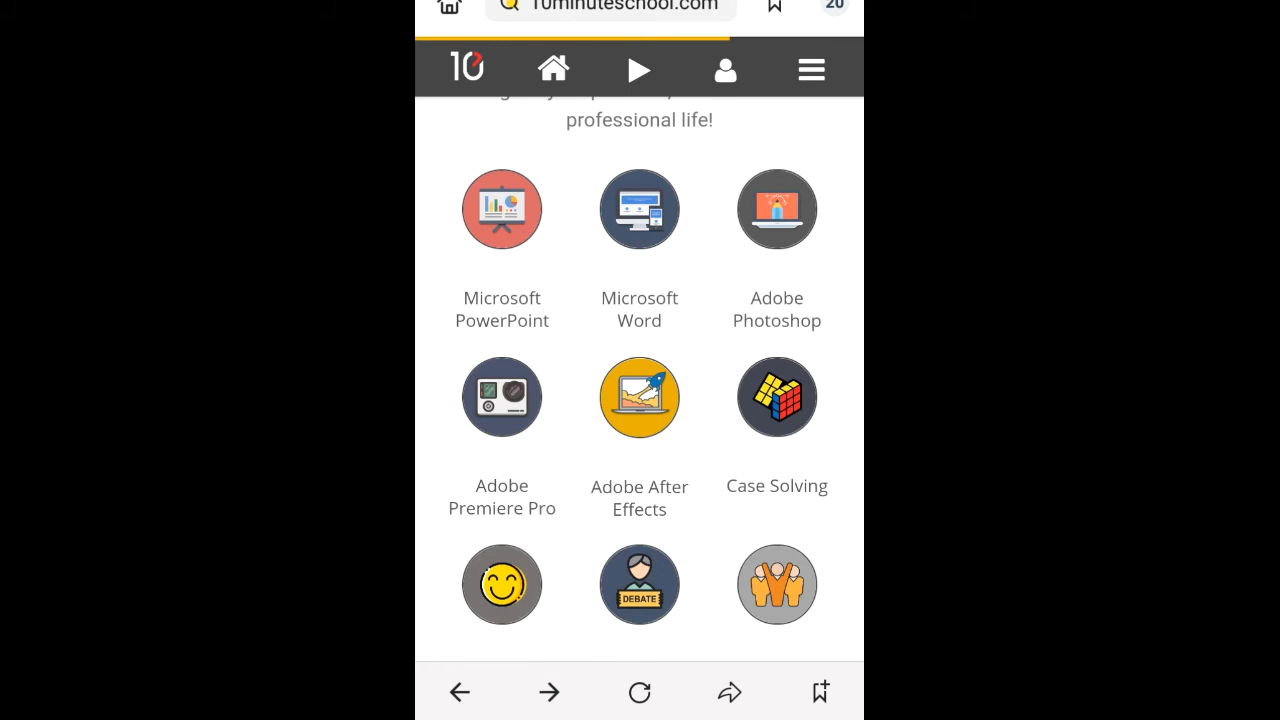 10minuteschool.com
20
10
professional life!
Microsoft
PowerPoint
Microsoft
Word
Adobe
Photoshop
Adobe
Premiere Pro
Adobe After
Effects
Case Solving
DEBATE